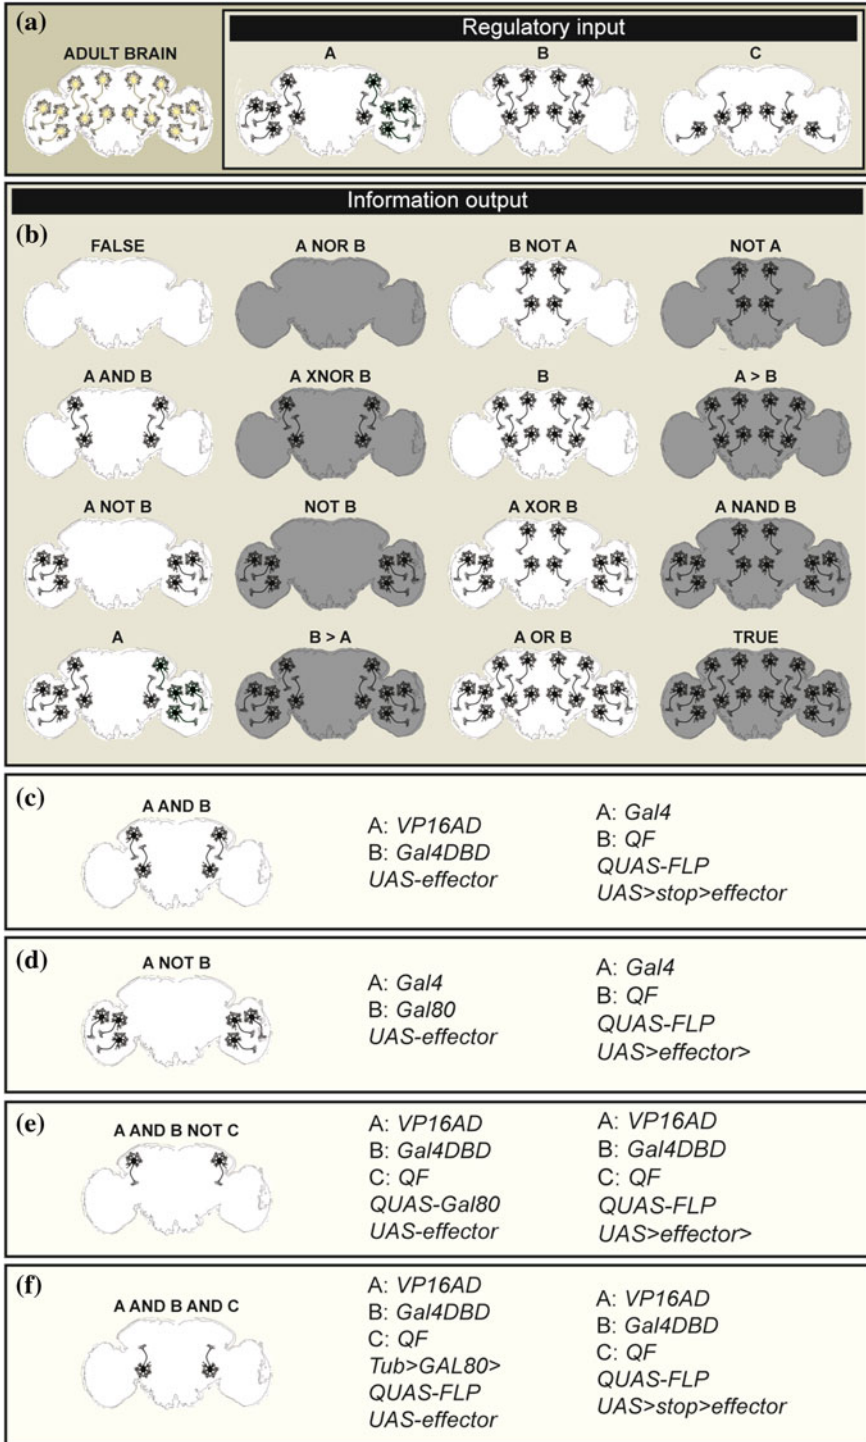 (a)
Regulatory input
ADULT BRAIN
A
B
C
Information output
(b)
FALSE
A NOR B
B NOT A
NOT A
A AND B
A XNOR B
B
A > B
A NOT B
NOT B
A XOR B
A NAND B
A
B > A
A OR B
TRUE
(c)
A AND B
A: VP16AD
B: Gal4DBD
UAS-effector
A: Gal4
B: QF
QUAS-FLP
UAS>stop>effector
(d)
A NOT B
A: Gal4
B: Gal80
UAS-effector
A: Gal4
B: QF
QUAS-FLP
UAS>effector>
(e)
A AND B NOT C
A: VP16AD
B: Gal4DBD
C: QF
QUAS-Gal80
UAS-effector
A: VP16AD
B: Gal4DBD
C: QF
QUAS-FLP
UAS>effector>
(f)
A AND B AND C
A: VP16AD
B: Gal4DBD
C: QF
Tub>GAL80>
QUAS-FLP
UAS-effector
A: VP16AD
B: Gal4DBD
C: QF
QUAS-FLP
UAS>stop>effector